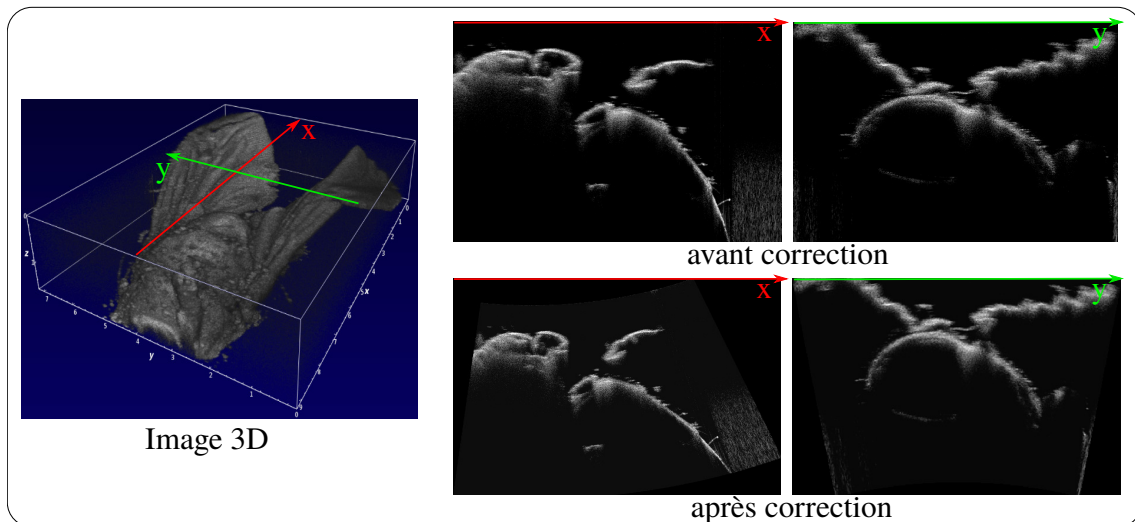 x
y
x
y
z
x
y
Image 3D
avant correction
x
y
après correction